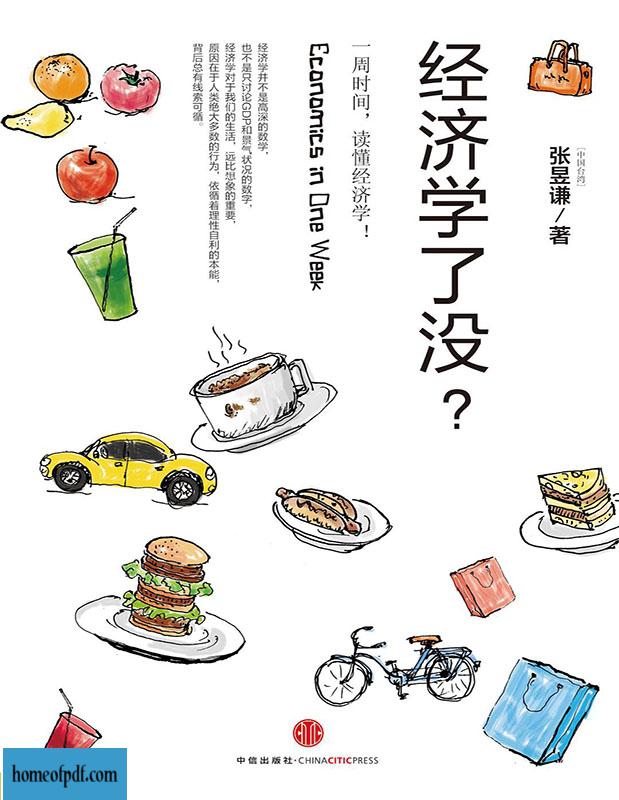 经济学了没?
[中国台湾]
张昱谦/著
一周时间，读懂经济学！
Economics in One Week
经济学并不是高深的数学，
也不是只讨论GDP和景气状况的数字，
经济学对于我们的生活，远比想象的重要，
原因在于人类绝大多数的行为，依循着理性自利的本能，
背后总有线索可循。
中信出版社·CHINACITICPRESS
homeofpdf.com